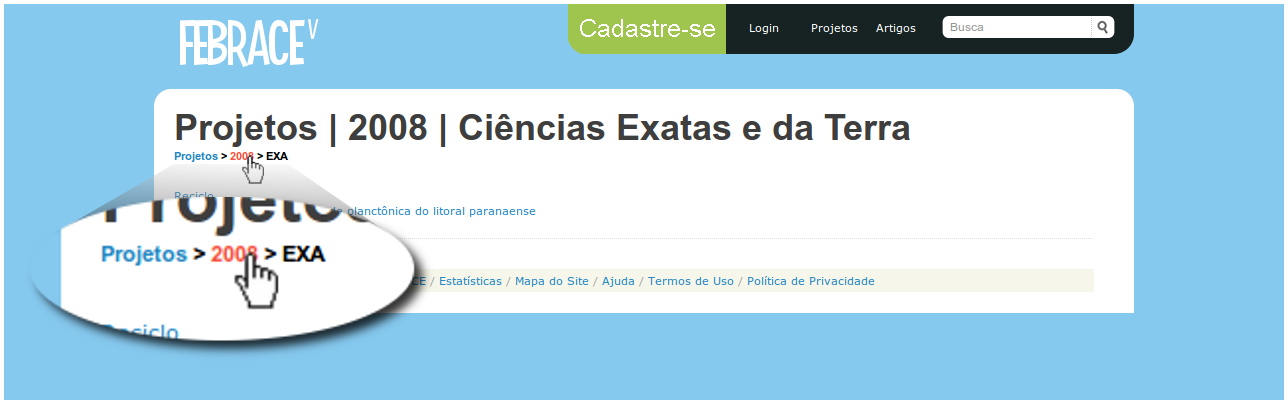 FEBRACE V
Cadastre-se Login Projetos Artigos Busca
Projetos | 2008 | Ciências Exatas e da Terra
Projetos > 2008 > EXA
Reciclo
planctônica do litoral paranaense
Projetos
Projetos > 2008 > EXA
Reciclo
CE / Estatísticas / Mapa do Site / Ajuda / Termos de Uso / Política de Privacidade